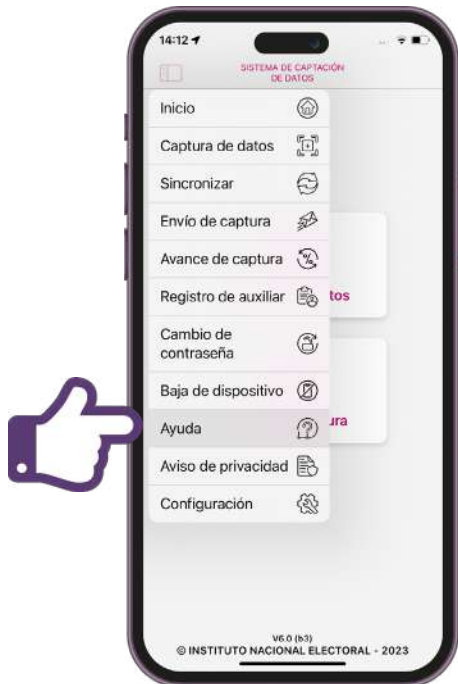 14:12
SISTEMA DE CAPTACIÓN
DE DATOS
Inicio
Captura de datos
Sincronizar
Envío de captura
Avance de captura
Registro de auxiliar
tos
Cambio de
contraseña
Baja de dispositivo
Ayuda
ura
Aviso de privacidad
Configuración
V6.0 (b3)
© INSTITUTO NACIONAL ELECTORAL - 2023